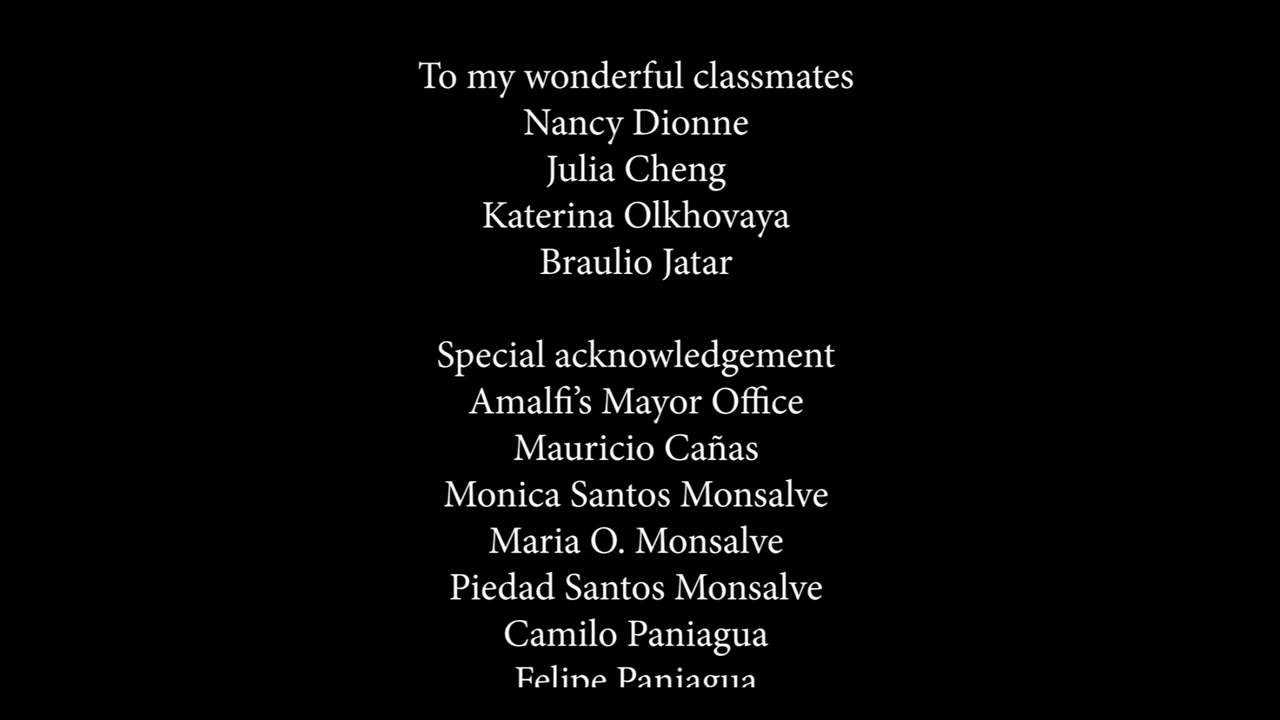 To my wonderful classmates
Nancy Dionne
Julia Cheng
Katerina Olkhovaya
Braulio Jatar
Special acknowledgement
Amalfi’s Mayor Office
Mauricio Cañas
Monica Santos Monsalve
Maria O. Monsalve
Piedad Santos Monsalve
Camilo Paniagua
Felipe Paniagua